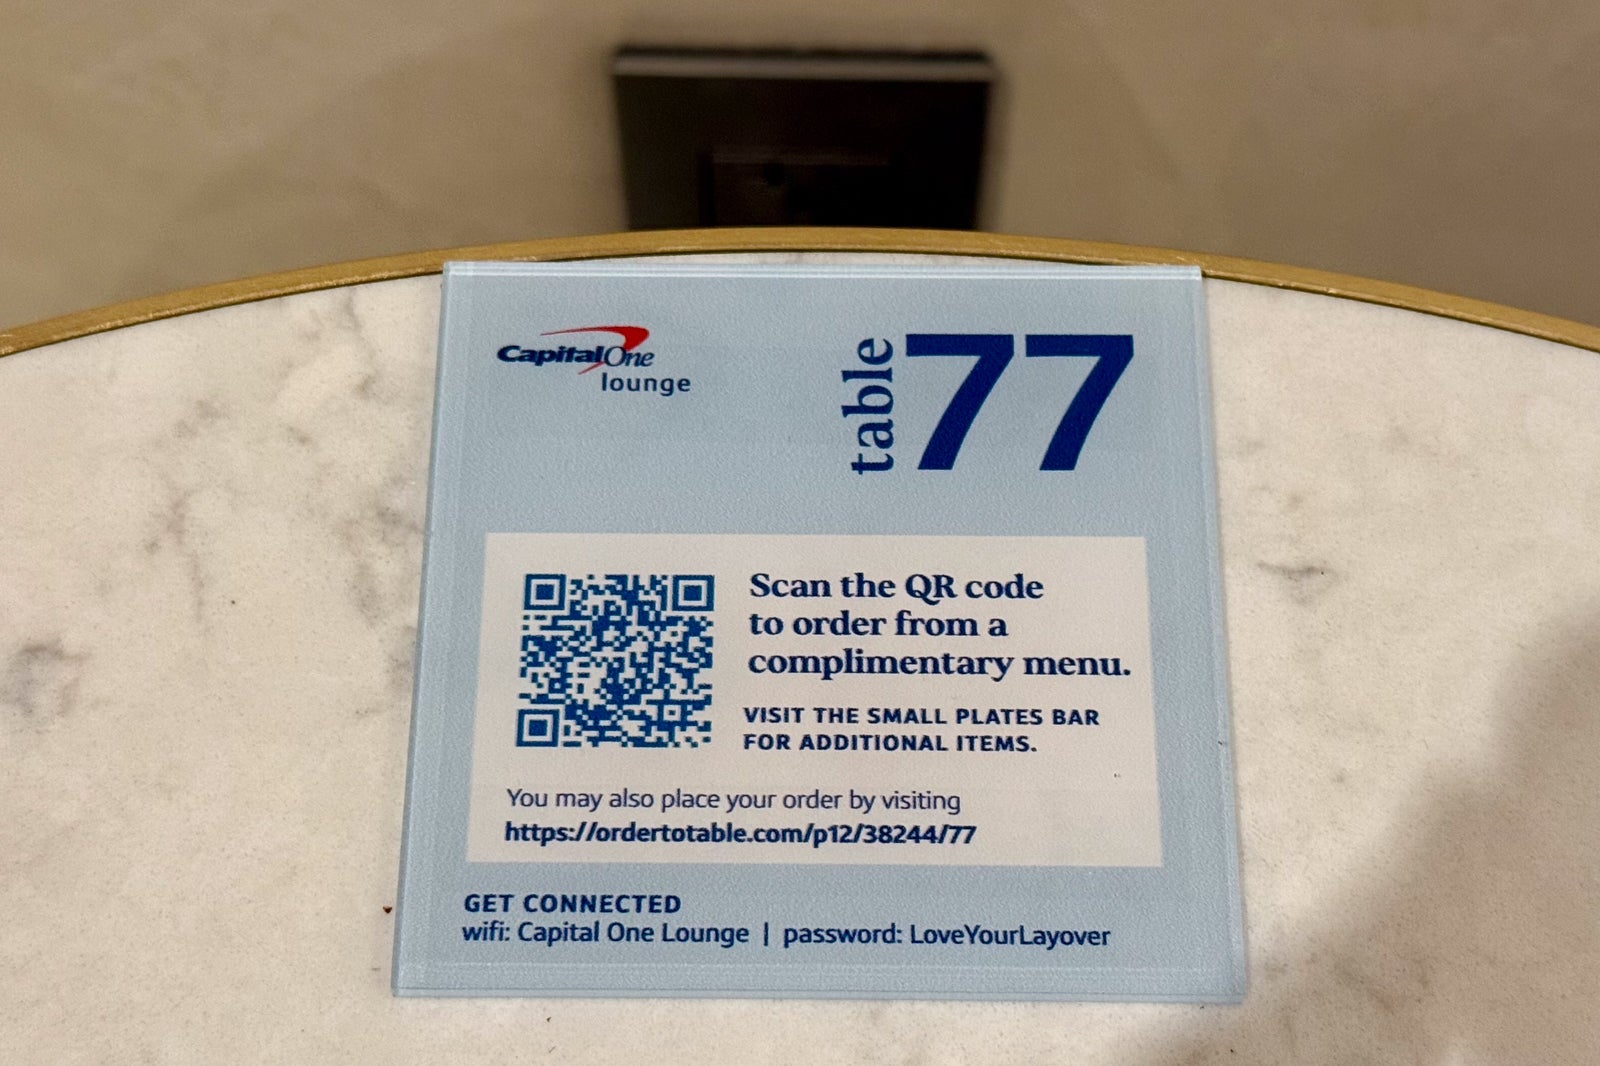 CapitalOne
lounge
table 77
Scan the QR code
to order from a
complimentary menu.
VISIT THE SMALL PLATES BAR
FOR ADDITIONAL ITEMS.
You may also place your order by visiting
https://ordertotable.com/p12/38244/77
GET CONNECTED
wifi: Capital One Lounge | password: LoveYourLayover